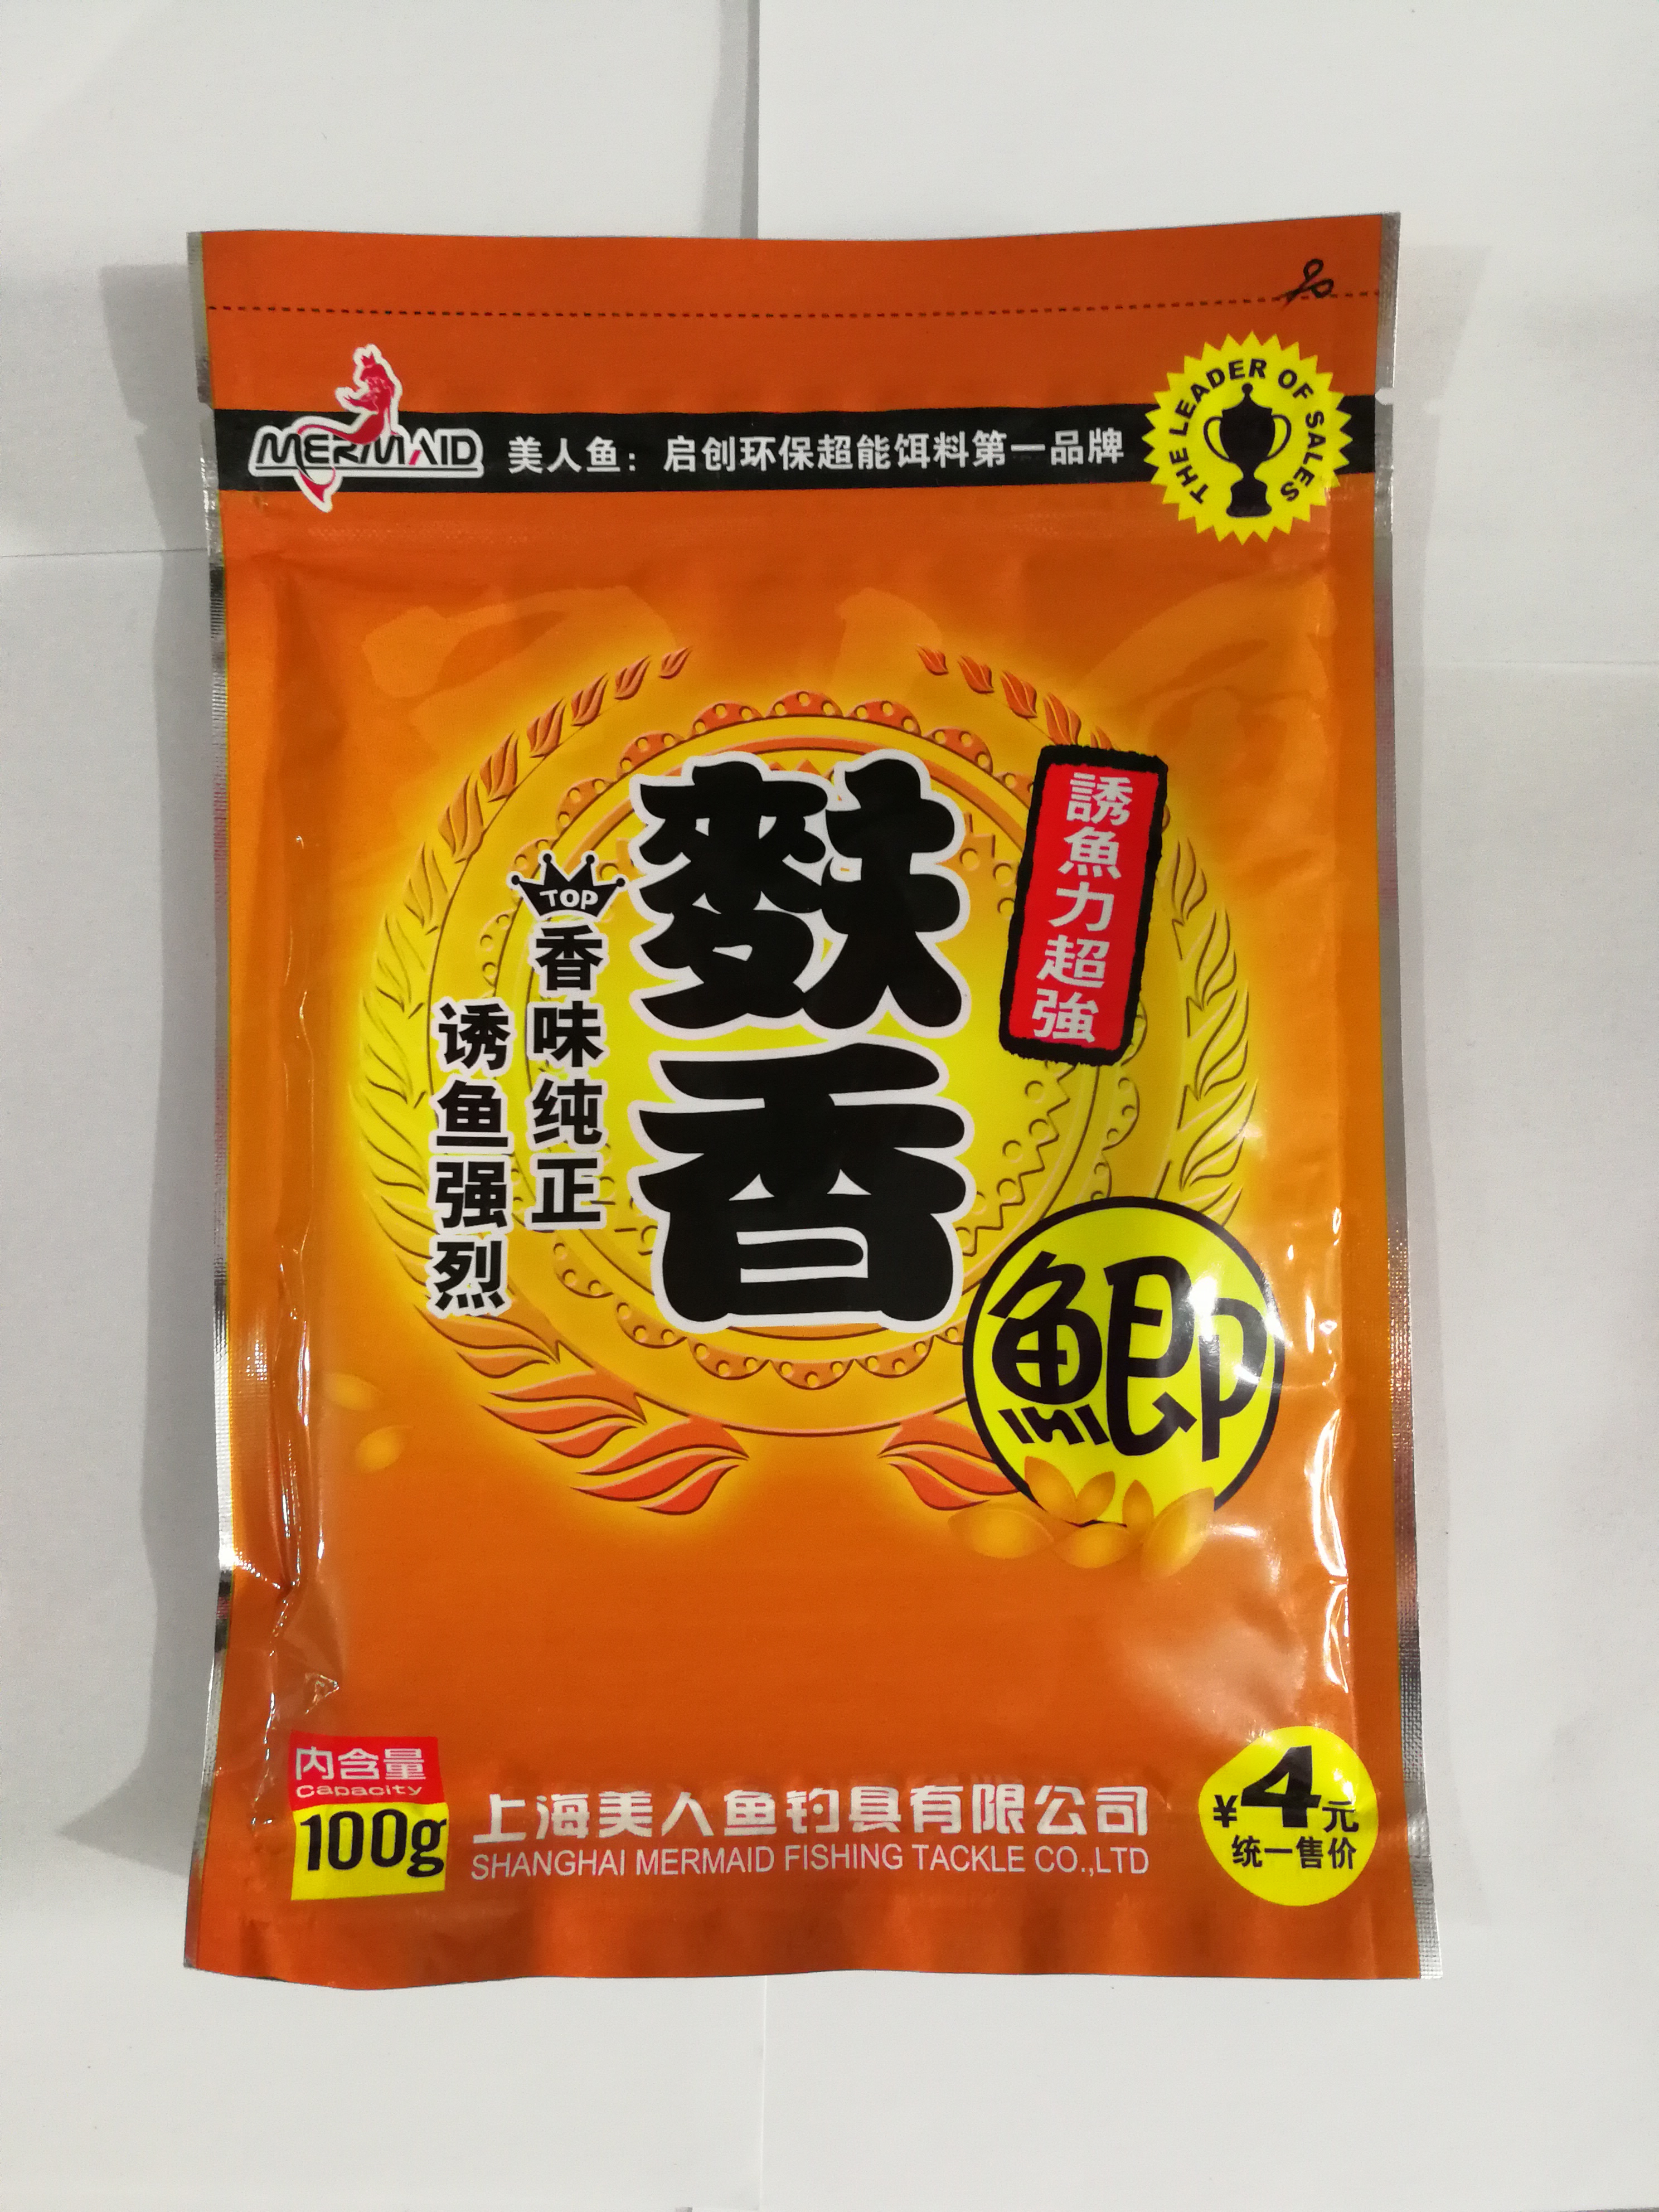 MERMAID
美人鱼：启创环保超能饵料第一品牌
THE LEADER OF SALES
誘魚力超強
麩香
TOP
香味纯正
诱鱼强烈
鯽
内含量
Capacity
100g
上海美人鱼钓具有限公司
SHANGHAI MERMAID FISHING TACKLE CO.,LTD
¥4元
统一售价